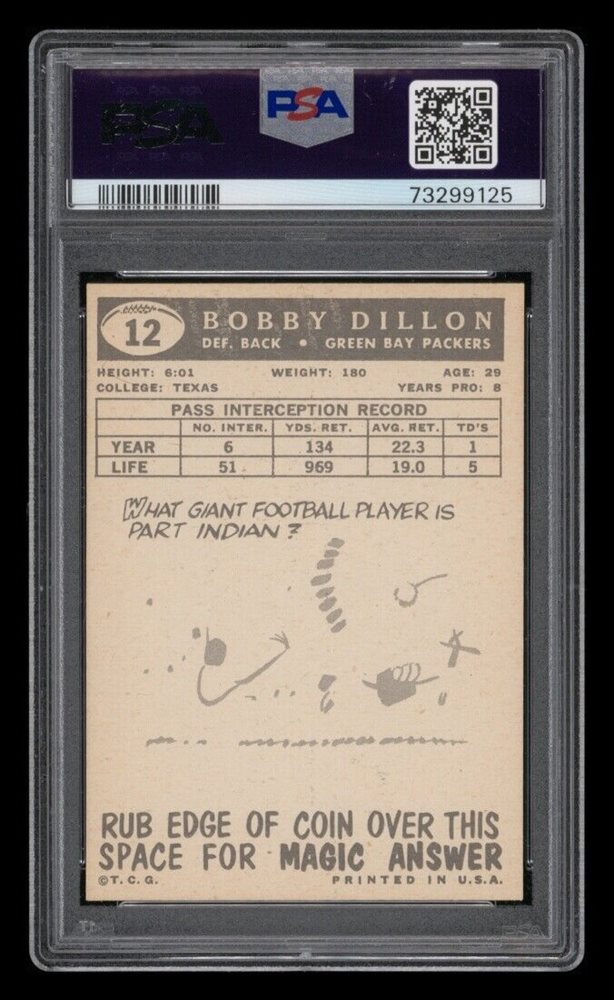 PSA
PSA
73299125
12
BOBBY DILLON
DEF. BACK • GREEN BAY PACKERS
HEIGHT: 6:01 WEIGHT: 180 AGE: 29
COLLEGE: TEXAS YEARS PRO: 8
PASS INTERCEPTION RECORD
NO. INTER. YDS. RET. AVG. RET. TD'S
YEAR 6 134 22.3 1
LIFE 51 969 19.0 5
WHAT GIANT FOOTBALL PLAYER IS
PART INDIAN?
RUB EDGE OF COIN OVER THIS
SPACE FOR MAGIC ANSWER
©T.C.G. PRINTED IN U.S.A.
PSA